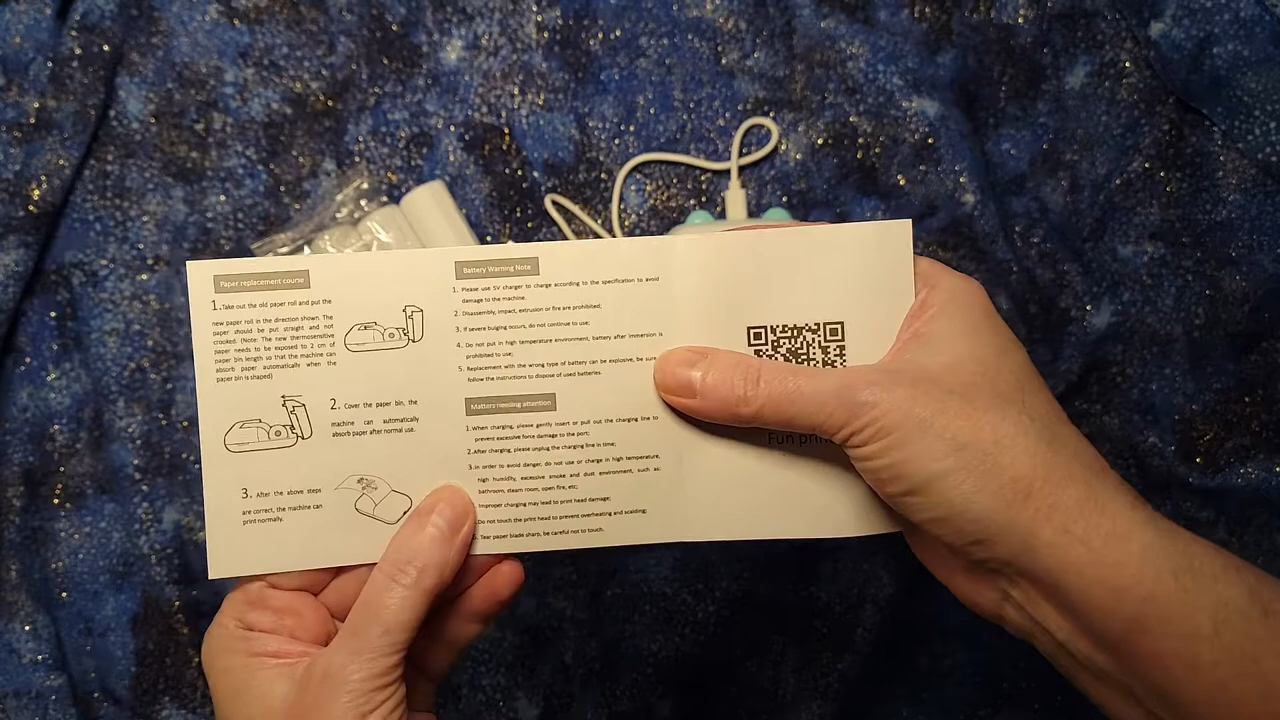 Paper replacement course
1.Take out the old paper roll and put the
new paper roll in the direction shown. The
paper should be put straight and not
crooked. (Note: The new thermosensitive
paper needs to be exposed to 2 cm of
paper bin length so that the machine can
absorb paper automatically when the
paper bin is shaped)
2. Cover the paper bin, the
machine can automatically
absorb paper after normal use.
3. After the above steps
are correct, the machine can
print normally.
Battery Warning Note
1. Please use 5V charger to charge according to the specification to avoid
damage to the machine.
2. Disassembly, impact, extrusion or fire are prohibited;
3. If severe bulging occurs, do not continue to use;
4. Do not put in high temperature environment, battery after immersion is
prohibited to use;
5. Replacement with the wrong type of battery can be explosive, be sure
follow the instructions to dispose of used batteries.
Matters needing attention
1.When charging, please gently insert or pull out the charging line to
prevent excessive force damage to the port;
2.After charging, please unplug the charging line in time;
3.In order to avoid danger, do not use or charge in high temperature,
high humidity, excessive smoke and dust environment, such as:
bathroom, steam room, open fire, etc;
Improper charging may lead to print head damage;
Do not touch the print head to prevent overheating and scalding;
Tear paper blade sharp, be careful not to touch.
Fun